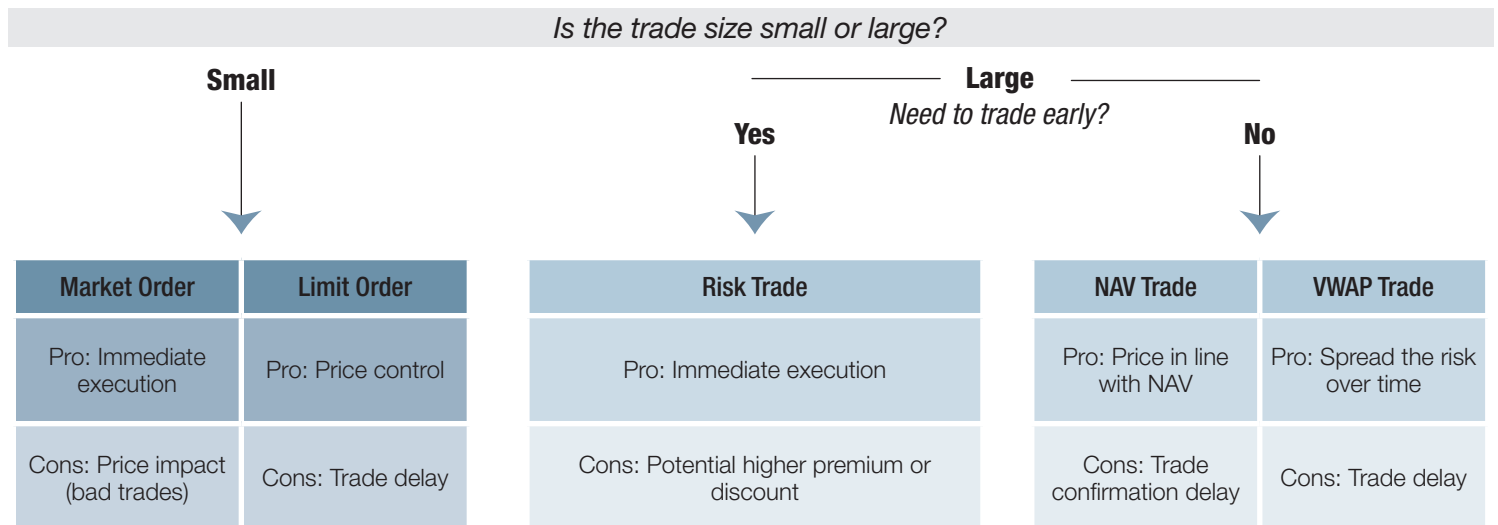 Is the trade size small or large?
Small
Large
Need to trade early?
Yes
No
Market Order
Limit Order
Pro: Immediate
execution
Pro: Price control
Cons: Price impact
(bad trades)
Cons: Trade delay
Risk Trade
Pro: Immediate execution
Cons: Potential higher premium or
discount
NAV Trade
VWAP Trade
Pro: Price in line
with NAV
Pro: Spread the risk
over time
Cons: Trade
confirmation delay
Cons: Trade delay